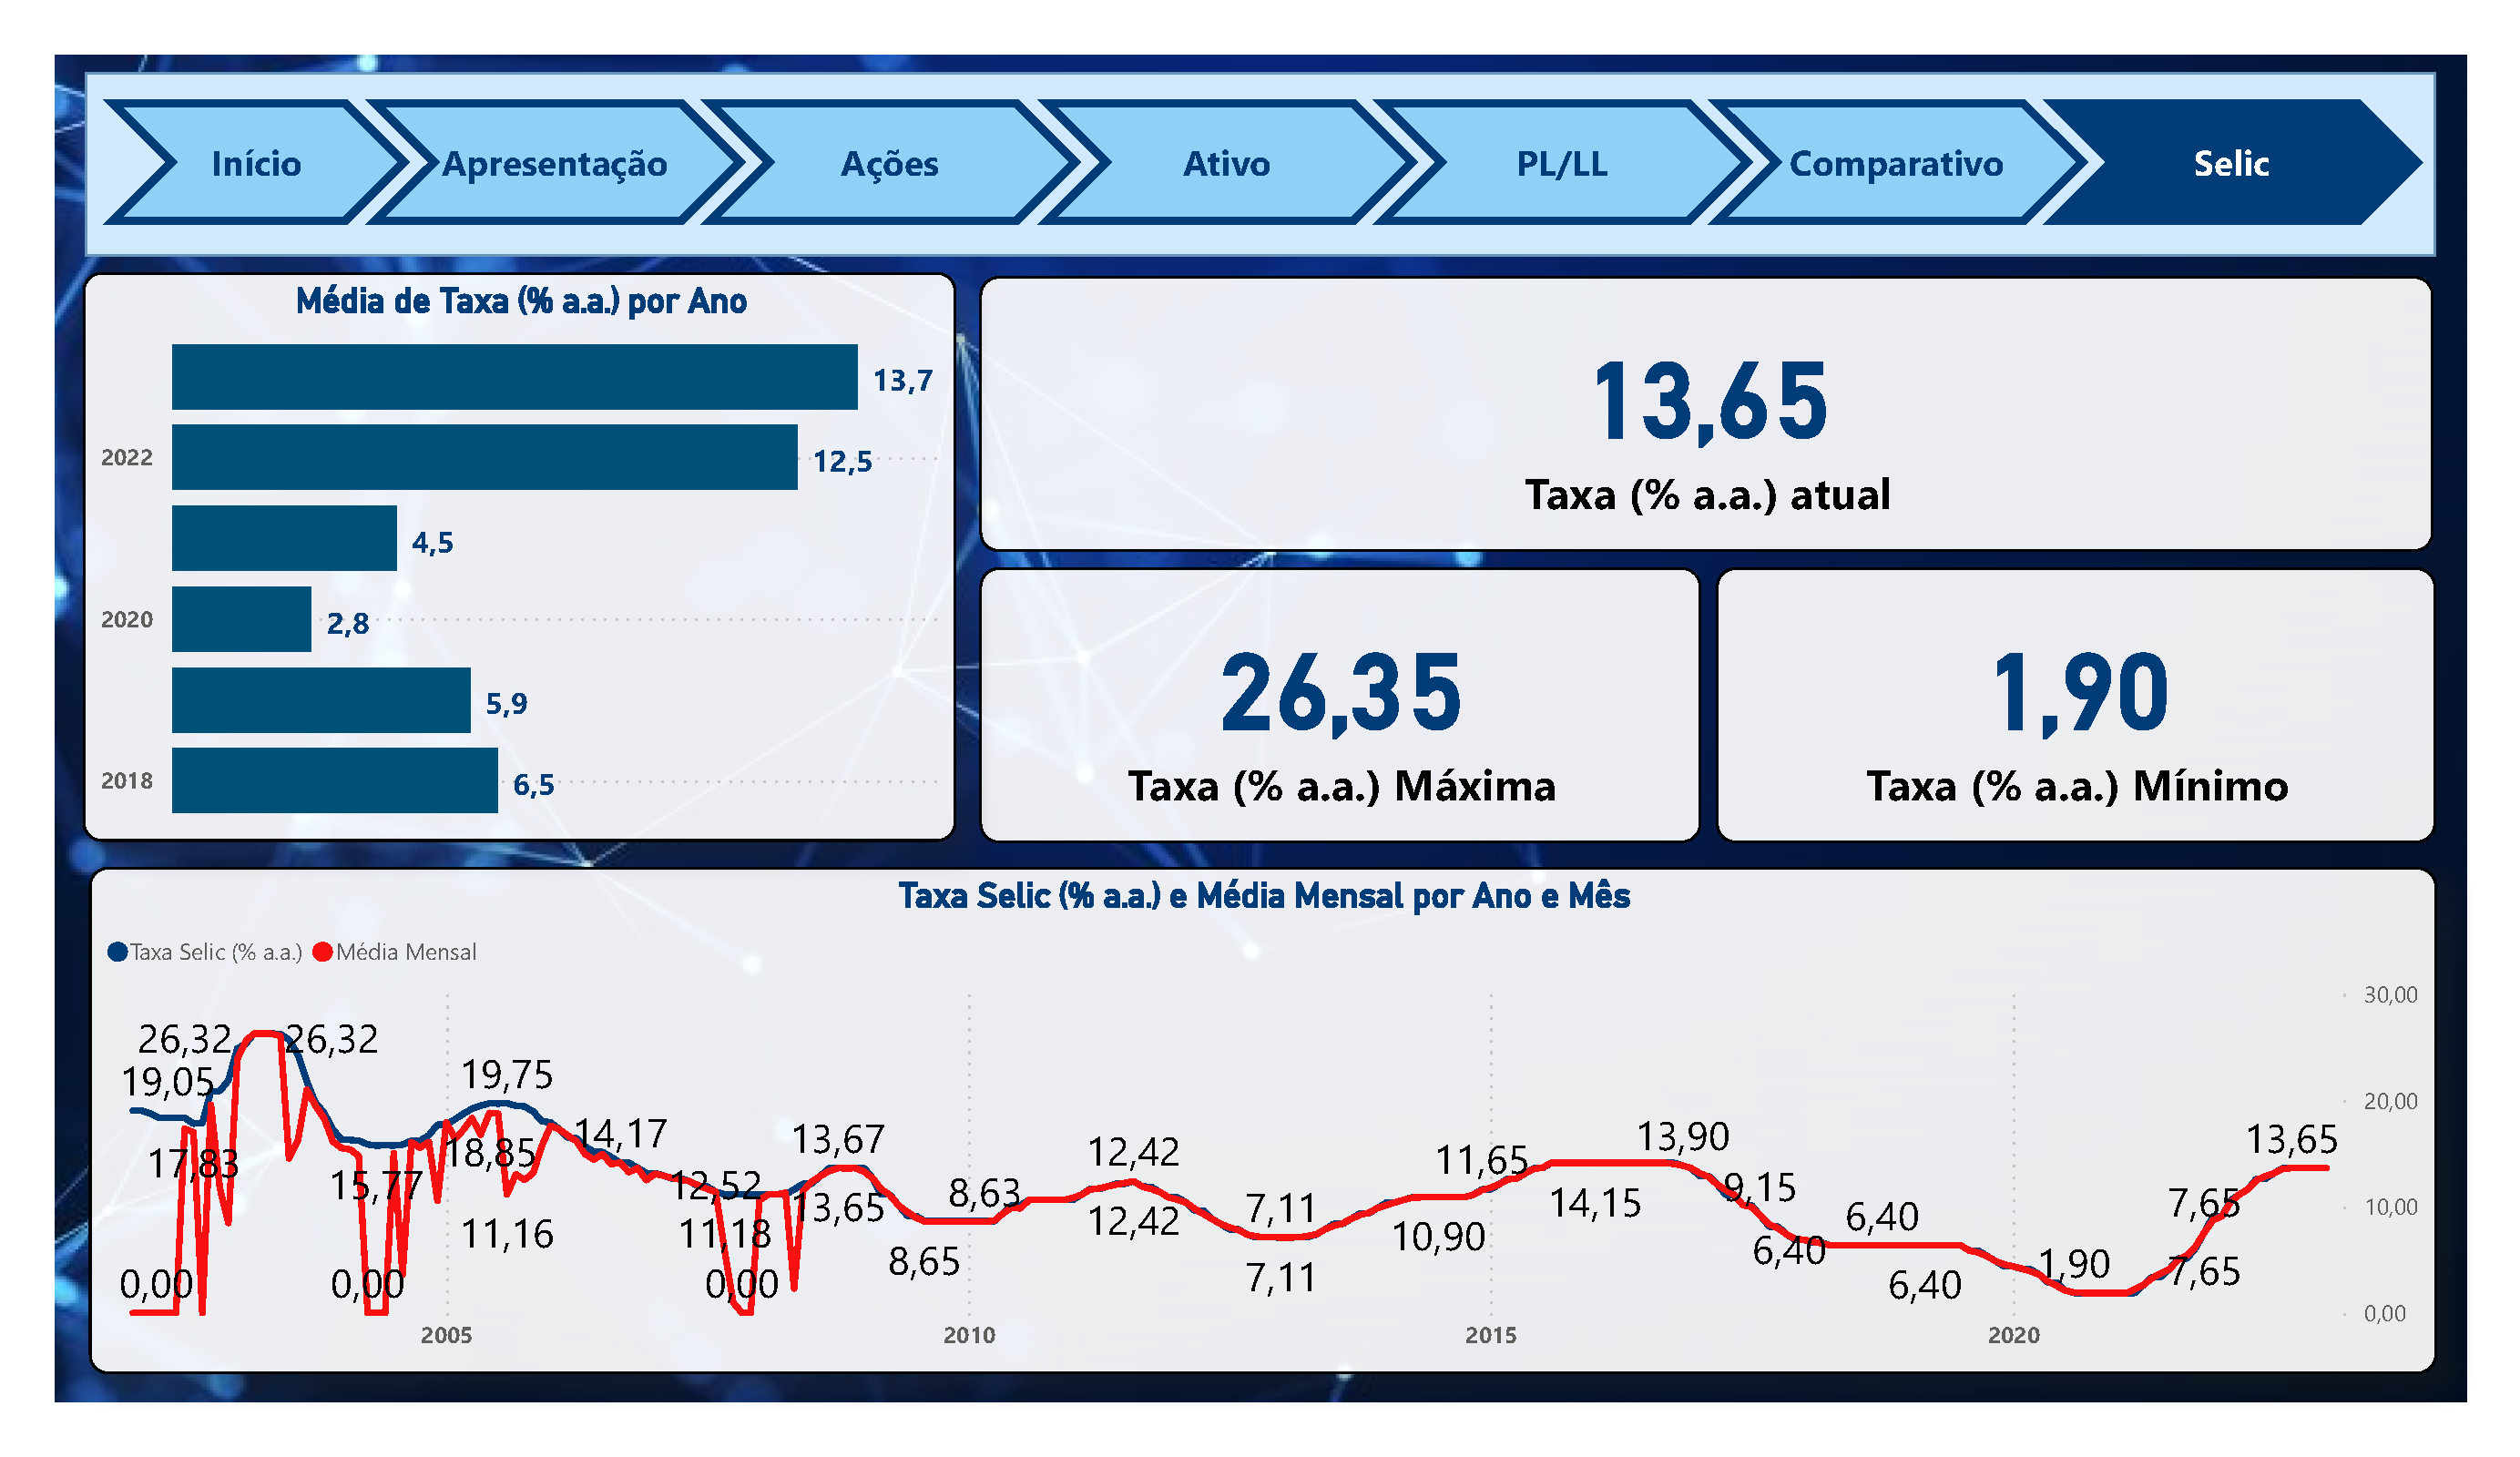 Início Apresentação Ações Ativo PL/LL Comparativo Selic
Média de Taxa (% a.a.) por Ano
13,7
2022 12,5
4,5
2020 2,8
5,9
2018 6,5
13,65
Taxa (% a.a.) atual
26,35
Taxa (% a.a.) Máxima
1,90
Taxa (% a.a.) Mínimo
Taxa Selic (% a.a.) e Média Mensal por Ano e Mês
Taxa Selic (% a.a.) Média Mensal
30,00
26,32 26,32
19,05 19,75
20,00
17,83 18,85 14,17 13,67 12,42 11,65 13,90 13,65
15,77 12,52 13,65 8,63 7,11 14,15 9,15 6,40 7,65
10,00
11,16 11,18 12,42 10,90 6,40
8,65 7,11 6,40 1,90 7,65
0,00 0,00 0,00
0,00
2005 2010 2015 2020